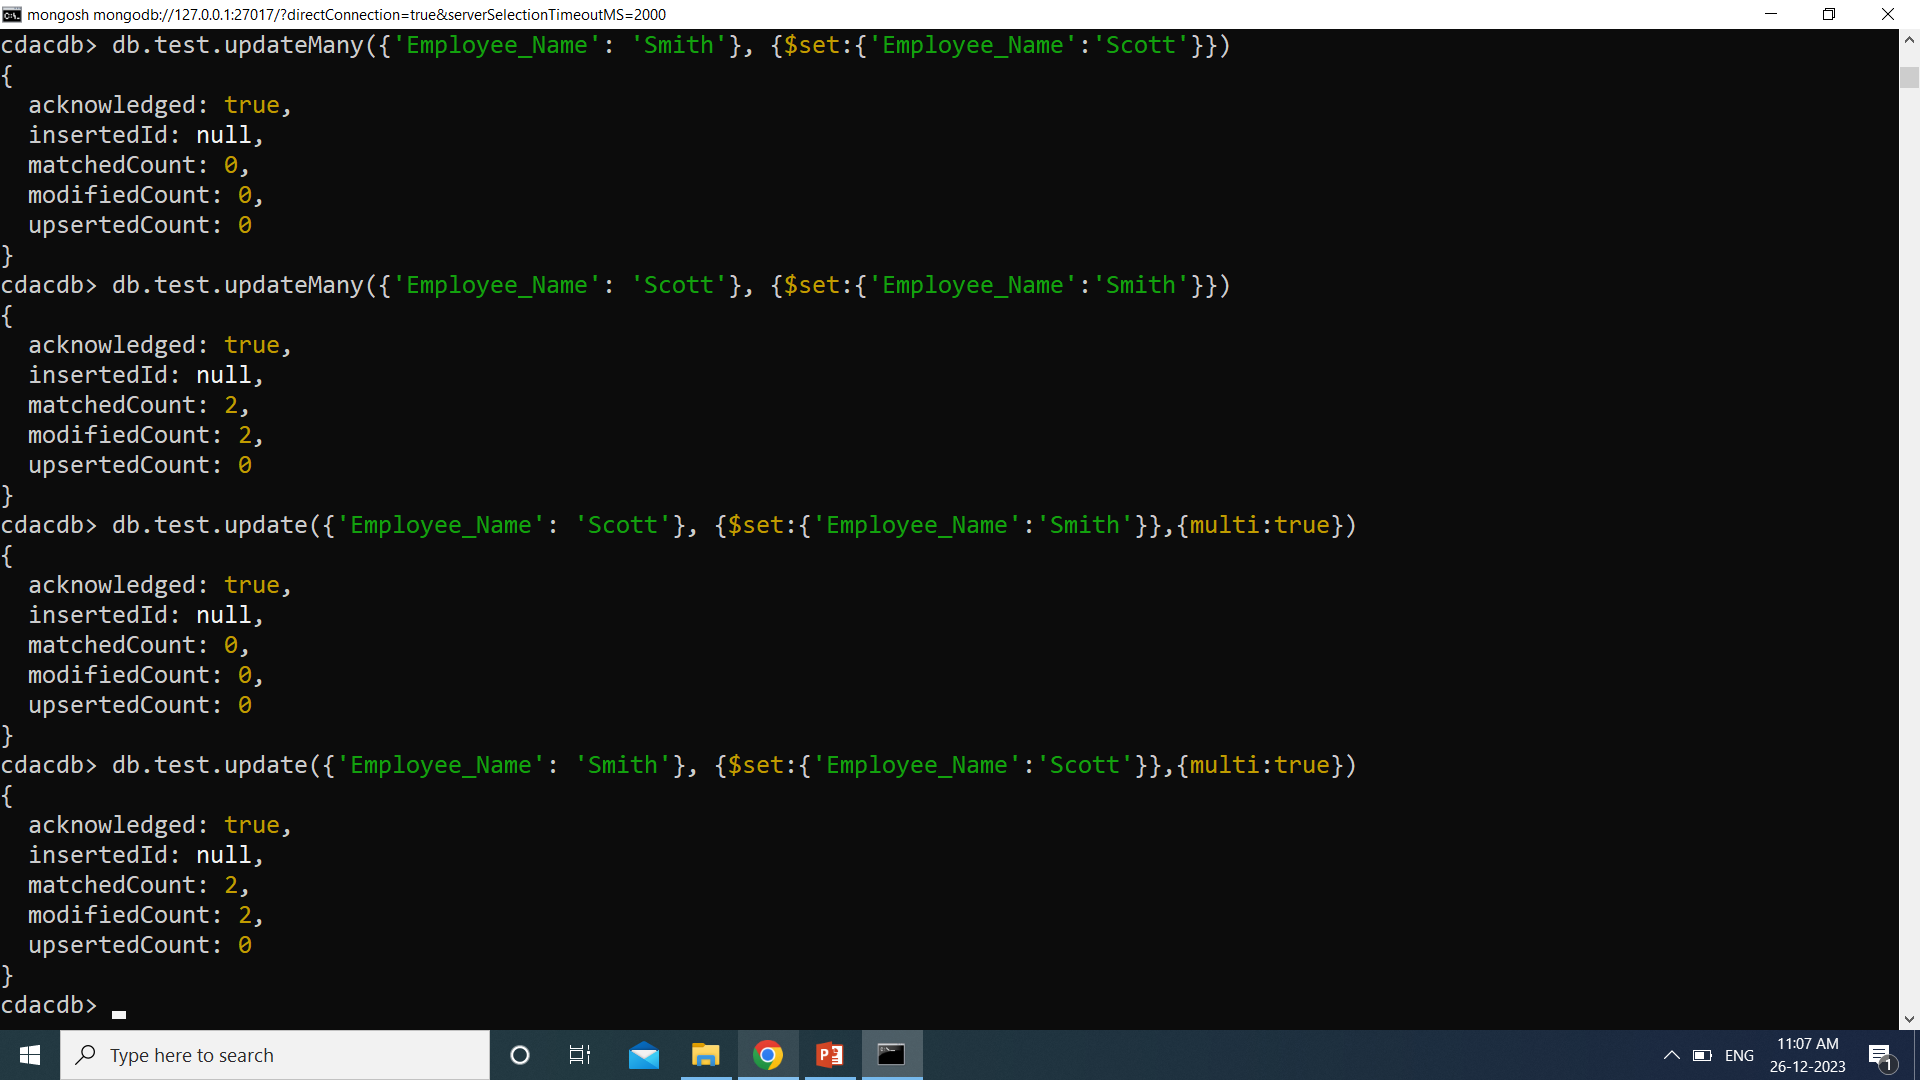 mongosh mongodb://127.0.0.1:27017/?directConnection=true&serverSelectionTimeoutMS=2000
cdacdb> db.test.updateMany({'Employee_Name': 'Smith'}, {$set:{'Employee_Name':'Scott'}})
{
  acknowledged: true,
  insertedId: null,
  matchedCount: 0,
  modifiedCount: 0,
  upsertedCount: 0
}
cdacdb> db.test.updateMany({'Employee_Name': 'Scott'}, {$set:{'Employee_Name':'Smith'}})
{
  acknowledged: true,
  insertedId: null,
  matchedCount: 2,
  modifiedCount: 2,
  upsertedCount: 0
}
cdacdb> db.test.update({'Employee_Name': 'Scott'}, {$set:{'Employee_Name':'Smith'}},{multi:true})
{
  acknowledged: true,
  insertedId: null,
  matchedCount: 0,
  modifiedCount: 0,
  upsertedCount: 0
}
cdacdb> db.test.update({'Employee_Name': 'Smith'}, {$set:{'Employee_Name':'Scott'}},{multi:true})
{
  acknowledged: true,
  insertedId: null,
  matchedCount: 2,
  modifiedCount: 2,
  upsertedCount: 0
}
cdacdb>
Type here to search
ENG
11:07 AM
26-12-2023
1